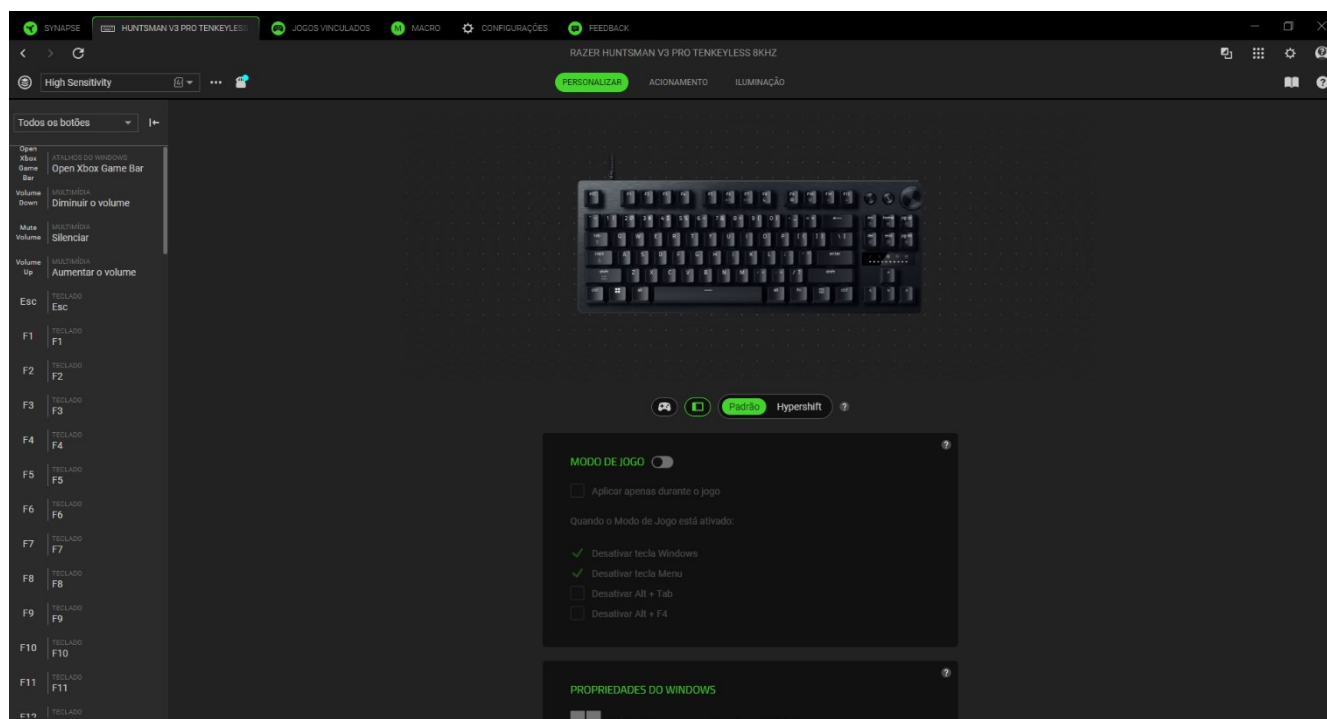 SYNAPSE
HUNTSMAN V3 PRO TENKEYLESS
JOGOS VINCULADOS
MACRO
CONFIGURAÇÕES
FEEDBACK
RAZER HUNTSMAN V3 PRO TENKEYLESS 8KHZ
High Sensitivity
PERSONALIZAR
ACIONAMENTO
ILUMINAÇÃO
Todos os botões
Open Xbox Game Bar
ATALHOS DO WINDOWS
Open Xbox Game Bar
Volume Down
MULTIMÍDIA
Diminuir o volume
Mute Volume
MULTIMÍDIA
Silenciar
Volume Up
MULTIMÍDIA
Aumentar o volume
Esc
TECLADO
Esc
F1
TECLADO
F1
F2
TECLADO
F2
F3
TECLADO
F3
F4
TECLADO
F4
F5
TECLADO
F5
F6
TECLADO
F6
F7
TECLADO
F7
F8
TECLADO
F8
F9
TECLADO
F9
F10
TECLADO
F10
F11
TECLADO
F11
F12
TECLADO
Padrão
Hypershift
?
?
MODO DE JOGO
Aplicar apenas durante o jogo
Quando o Modo de Jogo está ativado:
Desativar tecla Windows
Desativar tecla Menu
Desativar Alt + Tab
Desativar Alt + F4
?
PROPRIEDADES DO WINDOWS